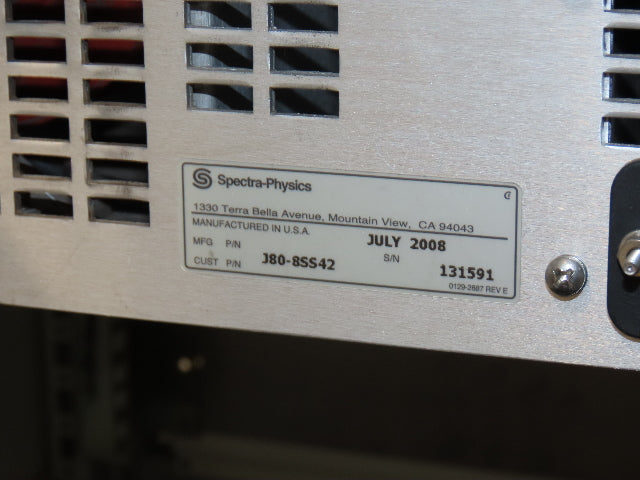 Spectra-Physics
1330 Terra Bella Avenue, Mountain View, CA 94043
MANUFACTURED IN U.S.A.
MFG P/N JULY 2008
CUST P/N J80-8SS42 S/N 131591
0129-2887 REV E